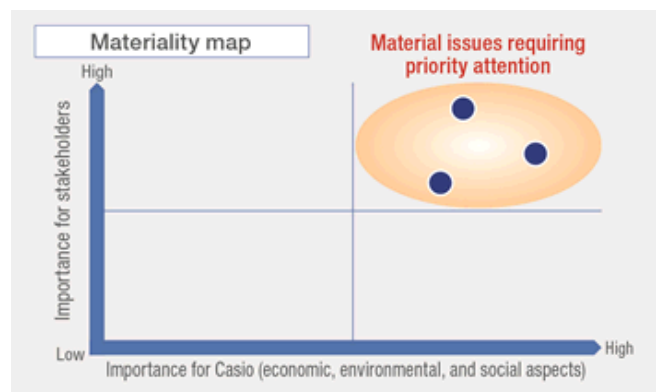 Materiality map
Material issues requiring
priority attention
High
Importance for stakeholders
Low
High
Importance for Casio (economic, environmental, and social aspects)